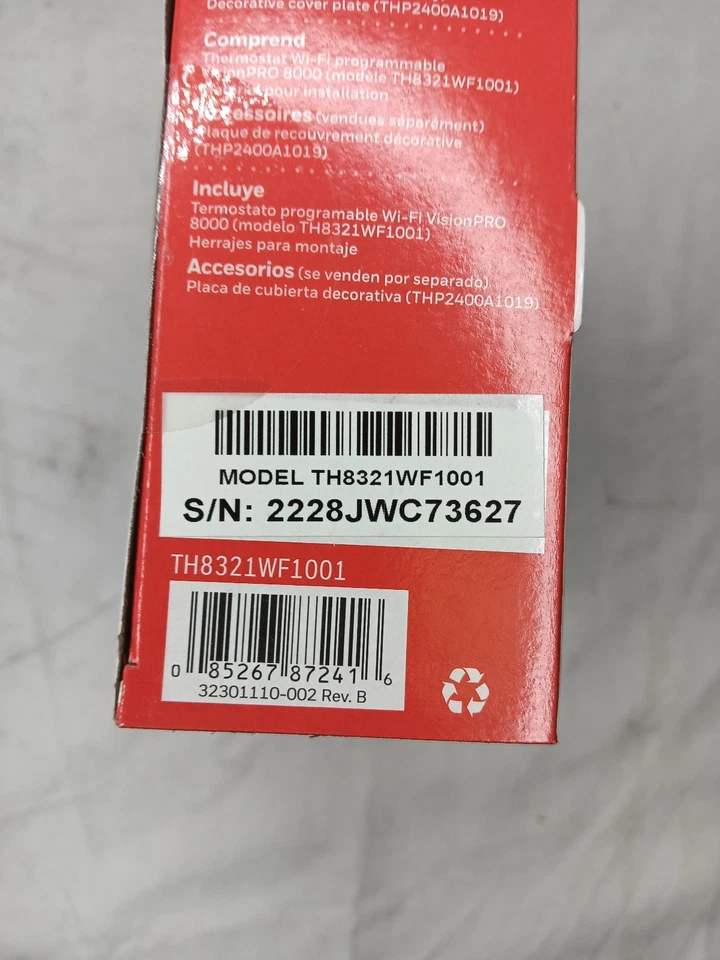 Decorative cover plate (THP2400A1019)
Comprend
Thermostat Wi-Fi programmable
VisionPRO 8000 (modèle TH8321WF1001)
pour installation
Accessoires (vendues séparément)
Plaque de recouvrement décorative
(THP2400A1019)
Incluye
Termostato programable Wi-Fi VisionPRO
8000 (modelo TH8321WF1001)
Herrajes para montaje
Accesorios (se venden por separado)
Placa de cubierta decorativa (THP2400A1019)
MODEL TH8321WF1001
S/N: 2228JWC73627
TH8321WF1001
0 85267 87241 6
32301110-002 Rev. B